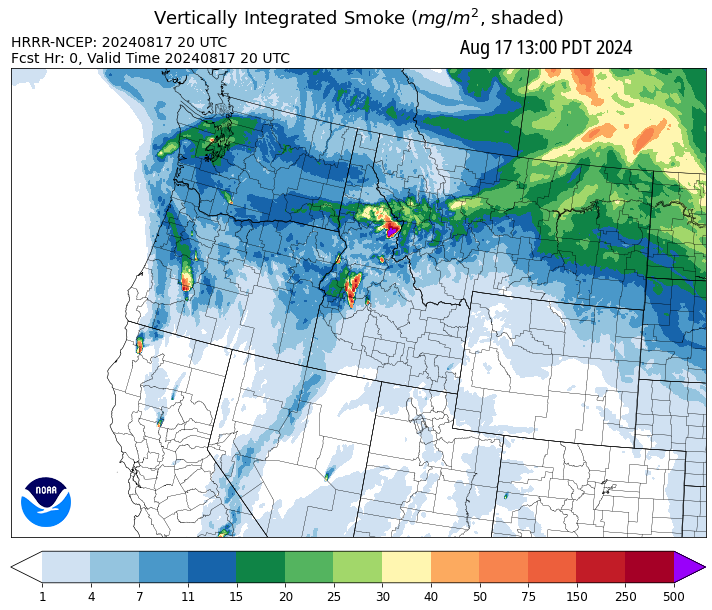 Vertically Integrated Smoke (mg/m², shaded)
HRRR-NCEP: 20240817 20 UTC
Aug 17 13:00 PDT 2024
Fcst Hr: 0, Valid Time 20240817 20 UTC
NOAA
1 4 7 11 15 20 25 30 40 50 75 150 250 500